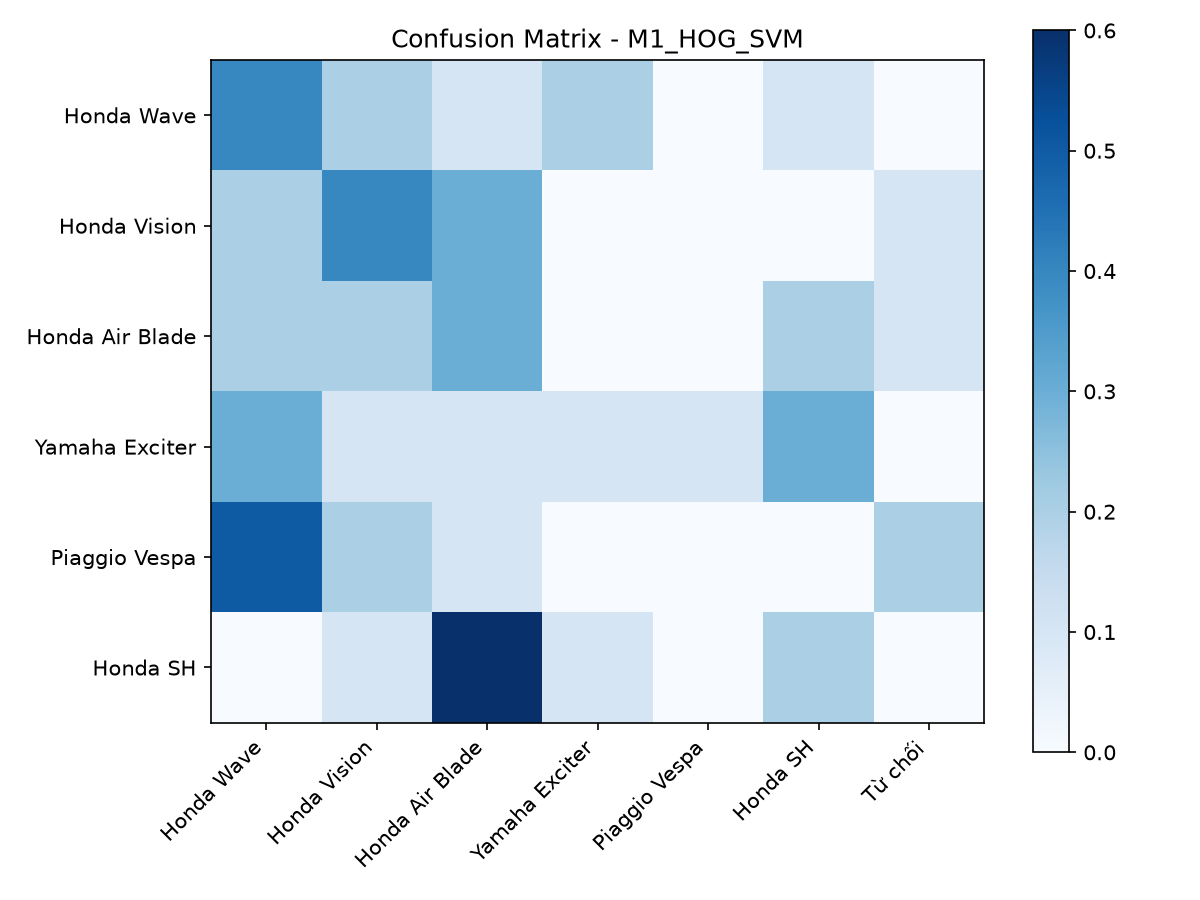 Confusion Matrix - M1_HOG_SVM
Honda Wave
Honda Vision
Honda Air Blade
Yamaha Exciter
Piaggio Vespa
Honda SH
Honda Wave
Honda Vision
Honda Air Blade
Yamaha Exciter
Piaggio Vespa
Honda SH
Từ chối
0.6
0.5
0.4
0.3
0.2
0.1
0.0